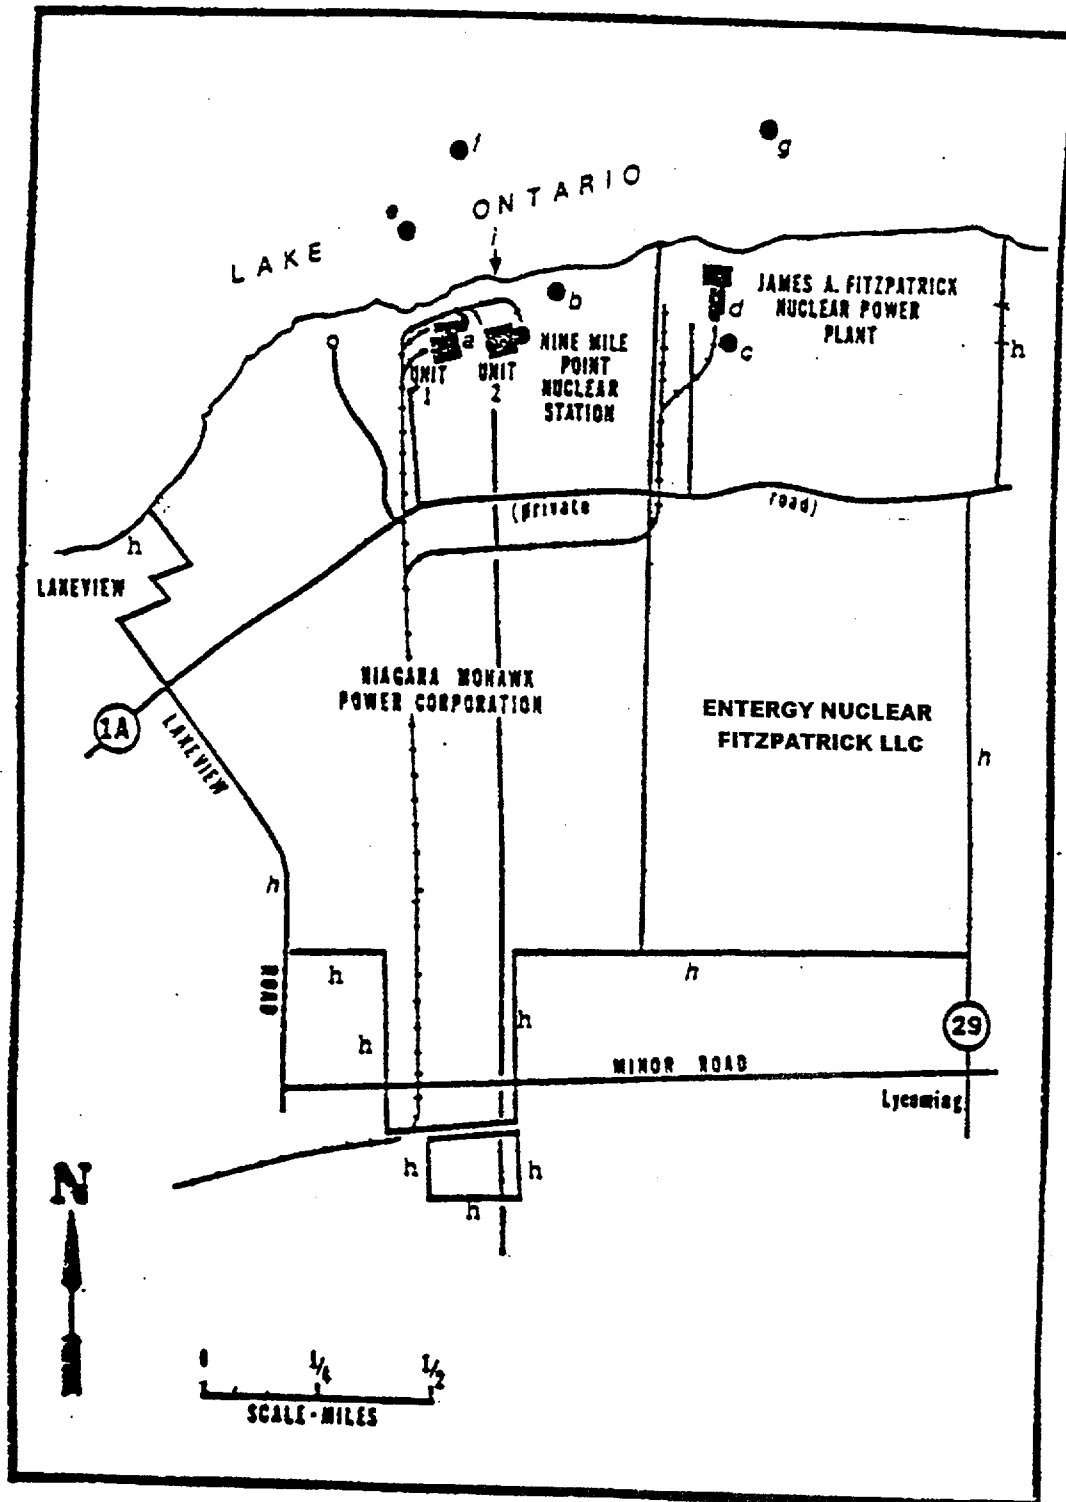 f
g
e
LAKE ONTARIO
i
b
JAMES A. FITZPATRICK
NUCLEAR POWER
PLANT
d
c
h
a
UNIT
1
UNIT
2
NINE MILE
POINT
NUCLEAR
STATION
(private road)
h
LAKEVIEW
NIAGARA MOHAWK
POWER CORPORATION
ENTERGY NUCLEAR
FITZPATRICK LLC
1A
LAKEVIEW
h
h
ROAD
h
h
h
h
29
MINOR ROAD
Lycoming
h
h
h
N
0 1/4 1/2
SCALE-MILES